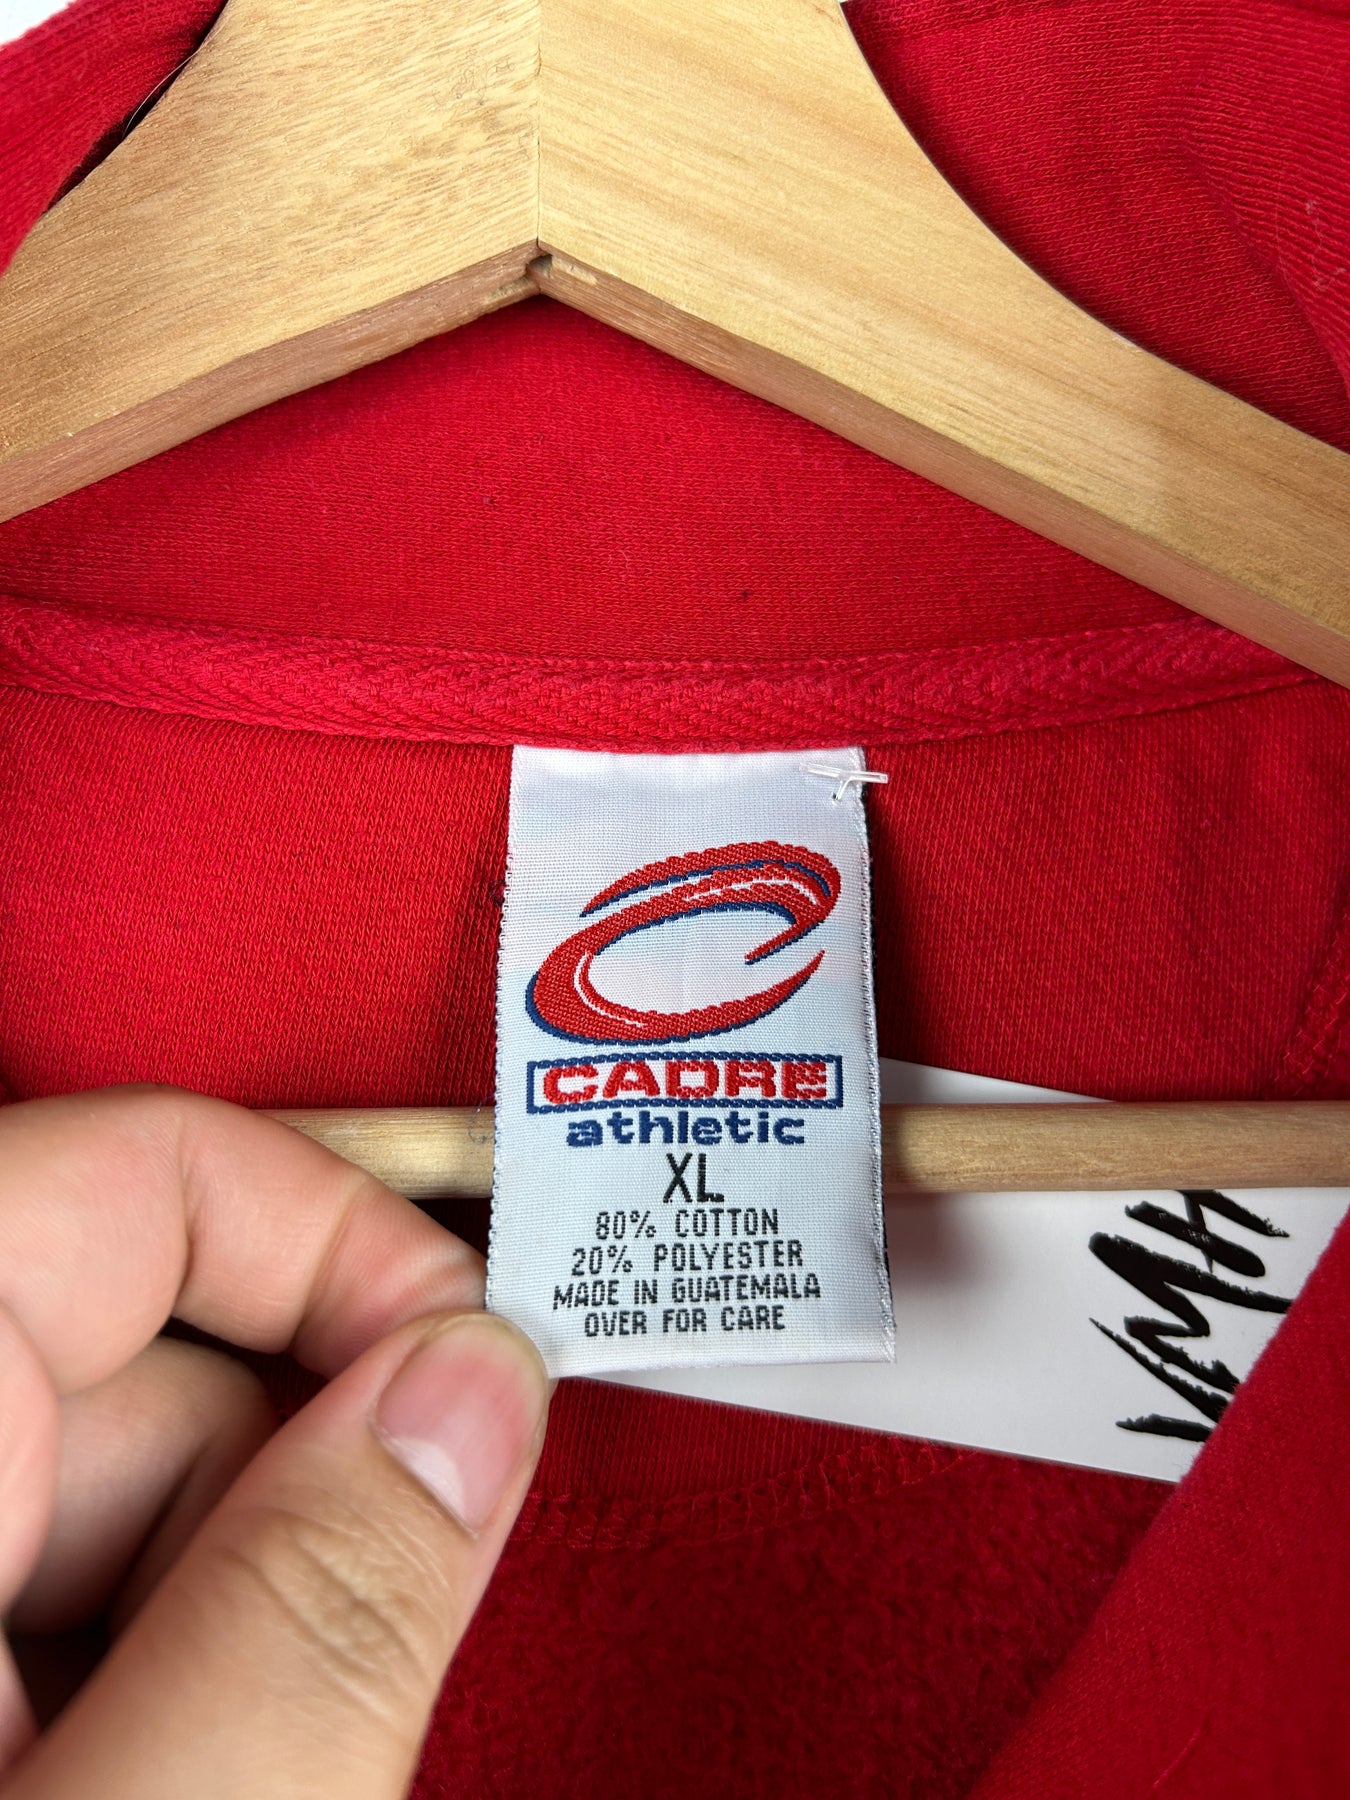 CADRE
athletic
XL
80% COTTON
20% POLYESTER
MADE IN GUATEMALA
OVER FOR CARE